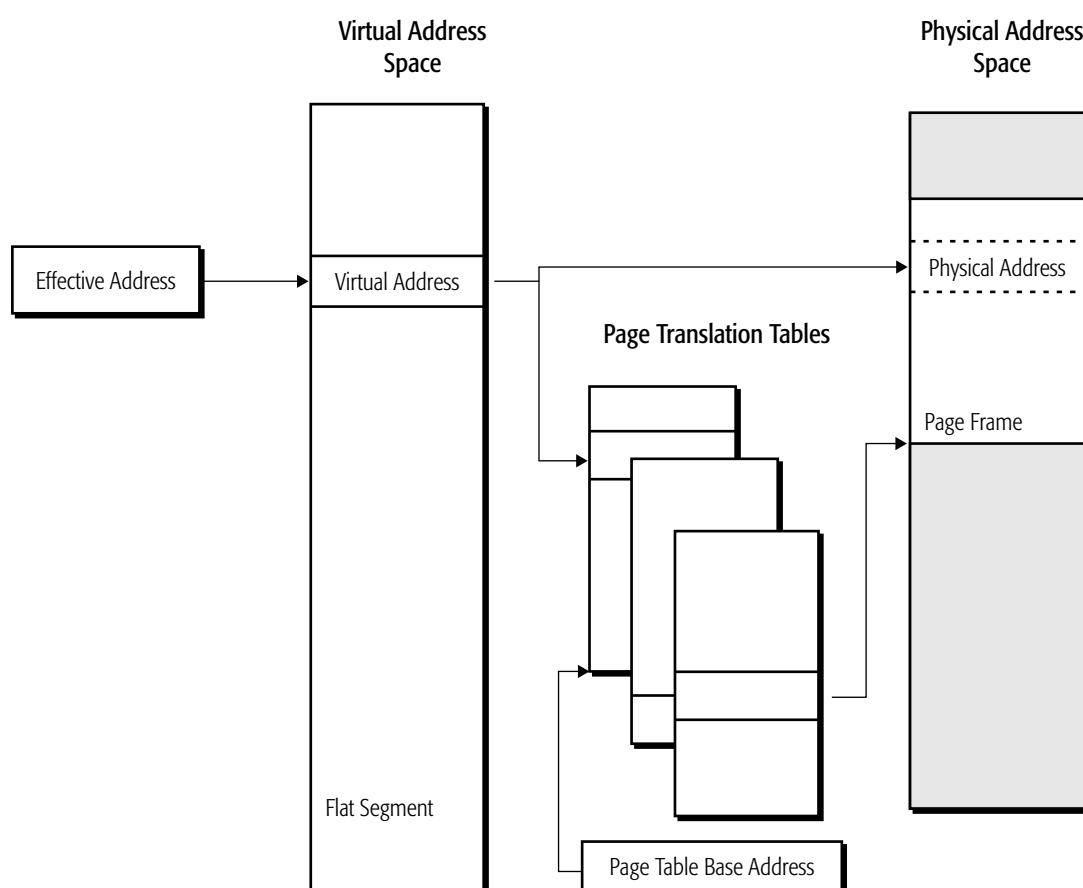 Virtual Address
Space
Physical Address
Space
Effective Address
Virtual Address
Physical Address
Page Translation Tables
Page Frame
Flat Segment
Page Table Base Address